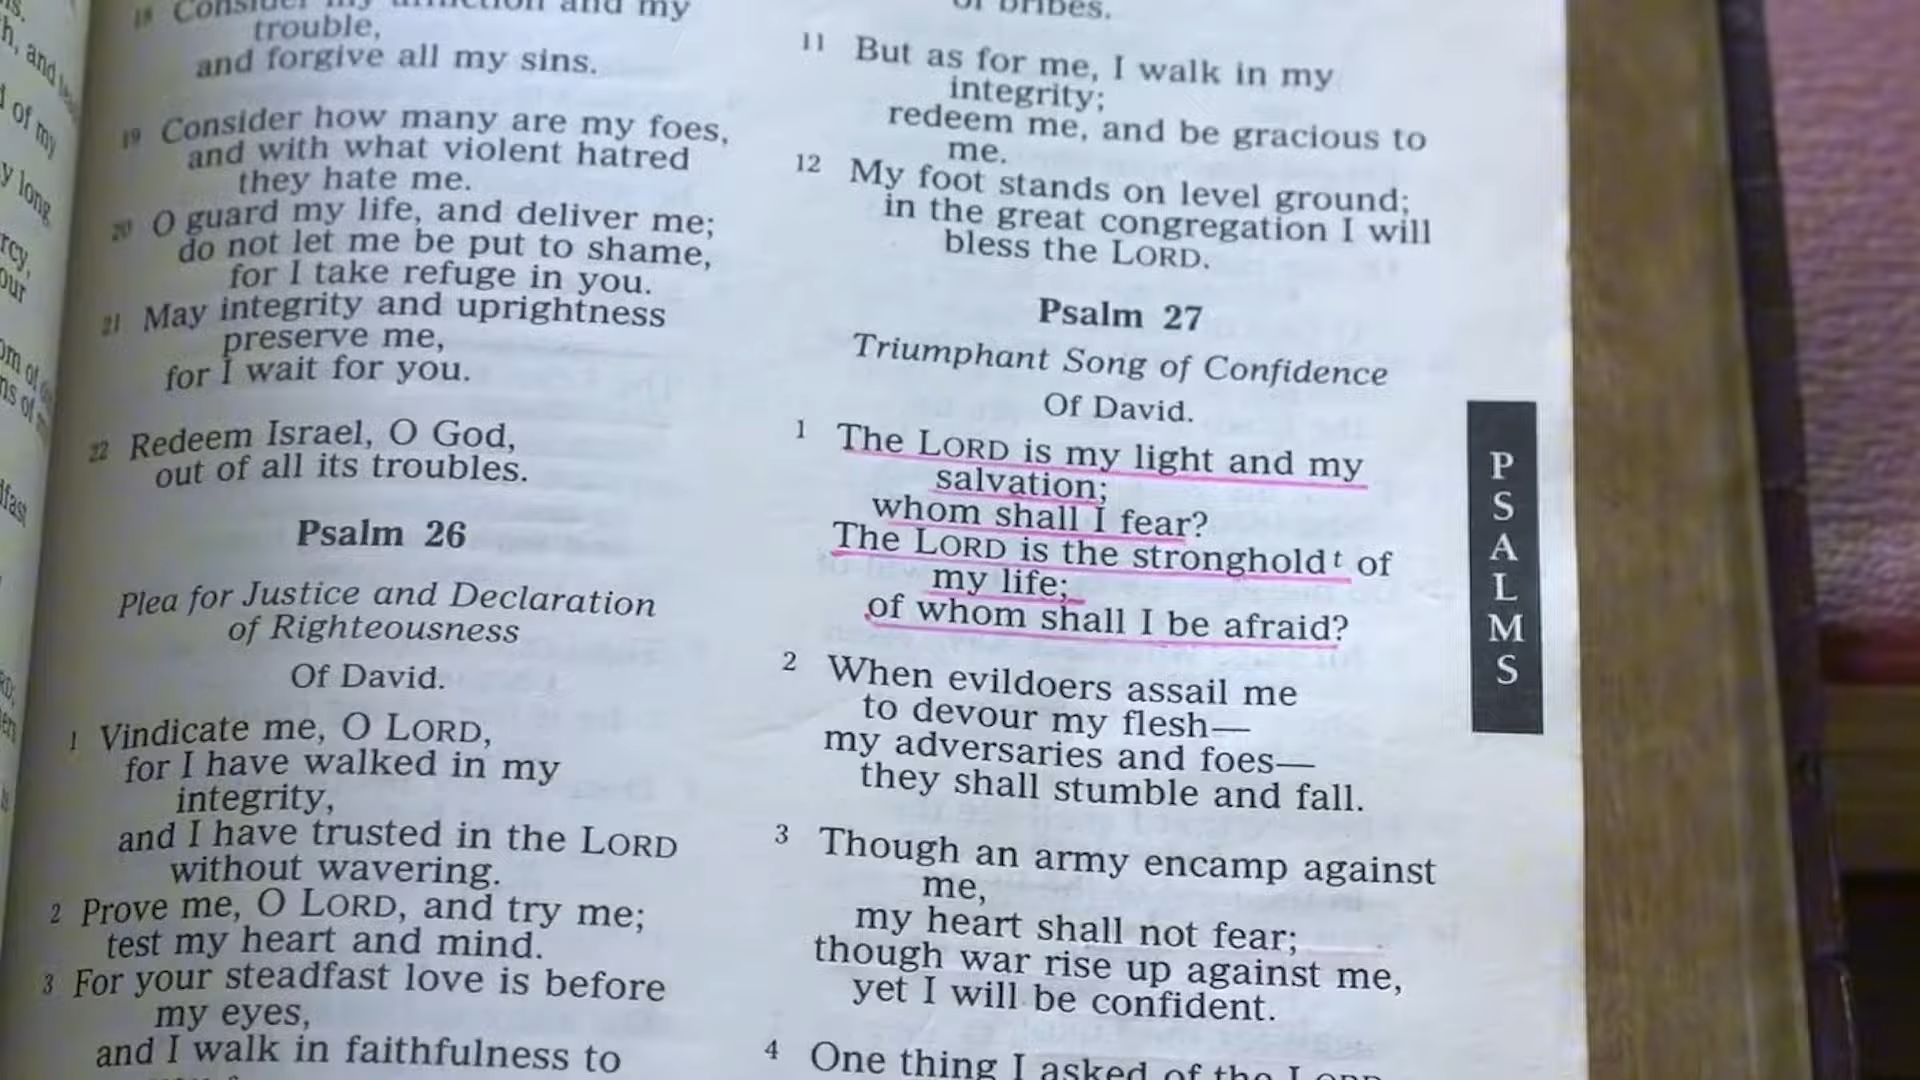 18 Consider my affliction and my
trouble,
and forgive all my sins.
19 Consider how many are my foes,
and with what violent hatred
they hate me.
20 O guard my life, and deliver me;
do not let me be put to shame,
for I take refuge in you.
21 May integrity and uprightness
preserve me,
for I wait for you.
22 Redeem Israel, O God,
out of all its troubles.
Psalm 26
Plea for Justice and Declaration
of Righteousness
Of David.
1 Vindicate me, O LORD,
for I have walked in my
integrity,
and I have trusted in the LORD
without wavering.
2 Prove me, O LORD, and try me;
test my heart and mind.
3 For your steadfast love is before
my eyes,
and I walk in faithfulness to
of bribes.
11 But as for me, I walk in my
integrity;
redeem me, and be gracious to
me.
12 My foot stands on level ground;
in the great congregation I will
bless the LORD.
Psalm 27
Triumphant Song of Confidence
Of David.
1 The LORD is my light and my
salvation;
whom shall I fear?
The LORD is the stronghold t of
my life;
of whom shall I be afraid?
2 When evildoers assail me
to devour my flesh—
my adversaries and foes—
they shall stumble and fall.
3 Though an army encamp against
me,
my heart shall not fear;
though war rise up against me,
yet I will be confident.
4 One thing I asked of the LORD
PSALMS